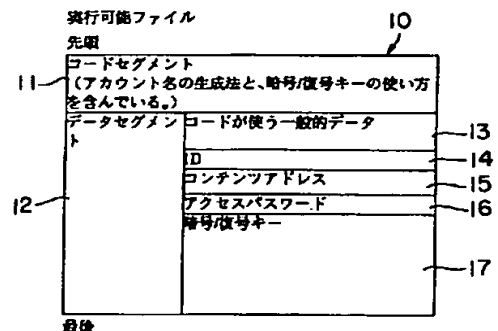 実行可能ファイル
先頭
10
コードセグメント
(アカウント名の生成法と、暗号/復号キーの使い方
を含んでいる。)
11
データセグメン
ト
コードが使う一般的データ
13
ID
14
コンテンツアドレス
15
アクセスパスワード
16
暗号/復号キー
12
17
最後